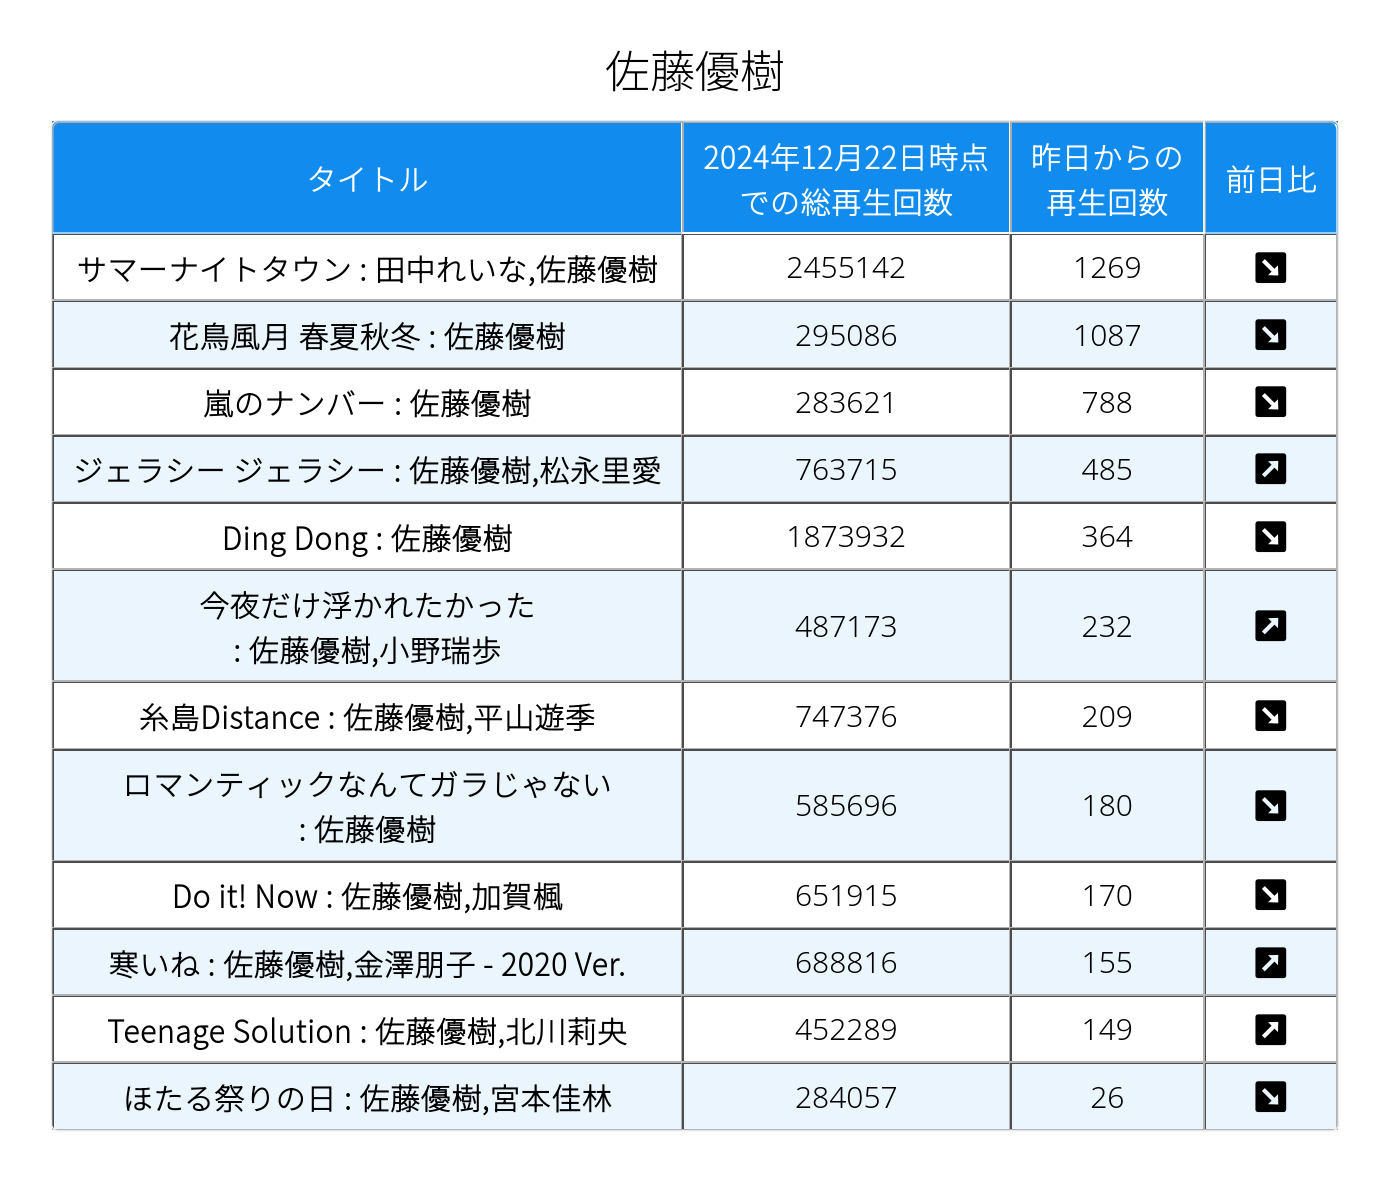 佐藤優樹
タイトル
2024年12月22日時点
での総再生回数
昨日からの
再生回数
前日比
サマーナイトタウン : 田中れいな,佐藤優樹 2455142 1269
花鳥風月 春夏秋冬 : 佐藤優樹 295086 1087
嵐のナンバー : 佐藤優樹 283621 788
ジェラシー ジェラシー : 佐藤優樹,松永里愛 763715 485
Ding Dong : 佐藤優樹 1873932 364
今夜だけ浮かれたかった
: 佐藤優樹,小野瑞歩 487173 232
糸島Distance : 佐藤優樹,平山遊季 747376 209
ロマンティックなんてガラじゃない
: 佐藤優樹 585696 180
Do it! Now : 佐藤優樹,加賀楓 651915 170
寒いね : 佐藤優樹,金澤朋子 - 2020 Ver. 688816 155
Teenage Solution : 佐藤優樹,北川莉央 452289 149
ほたる祭りの日 : 佐藤優樹,宮本佳林 284057 26